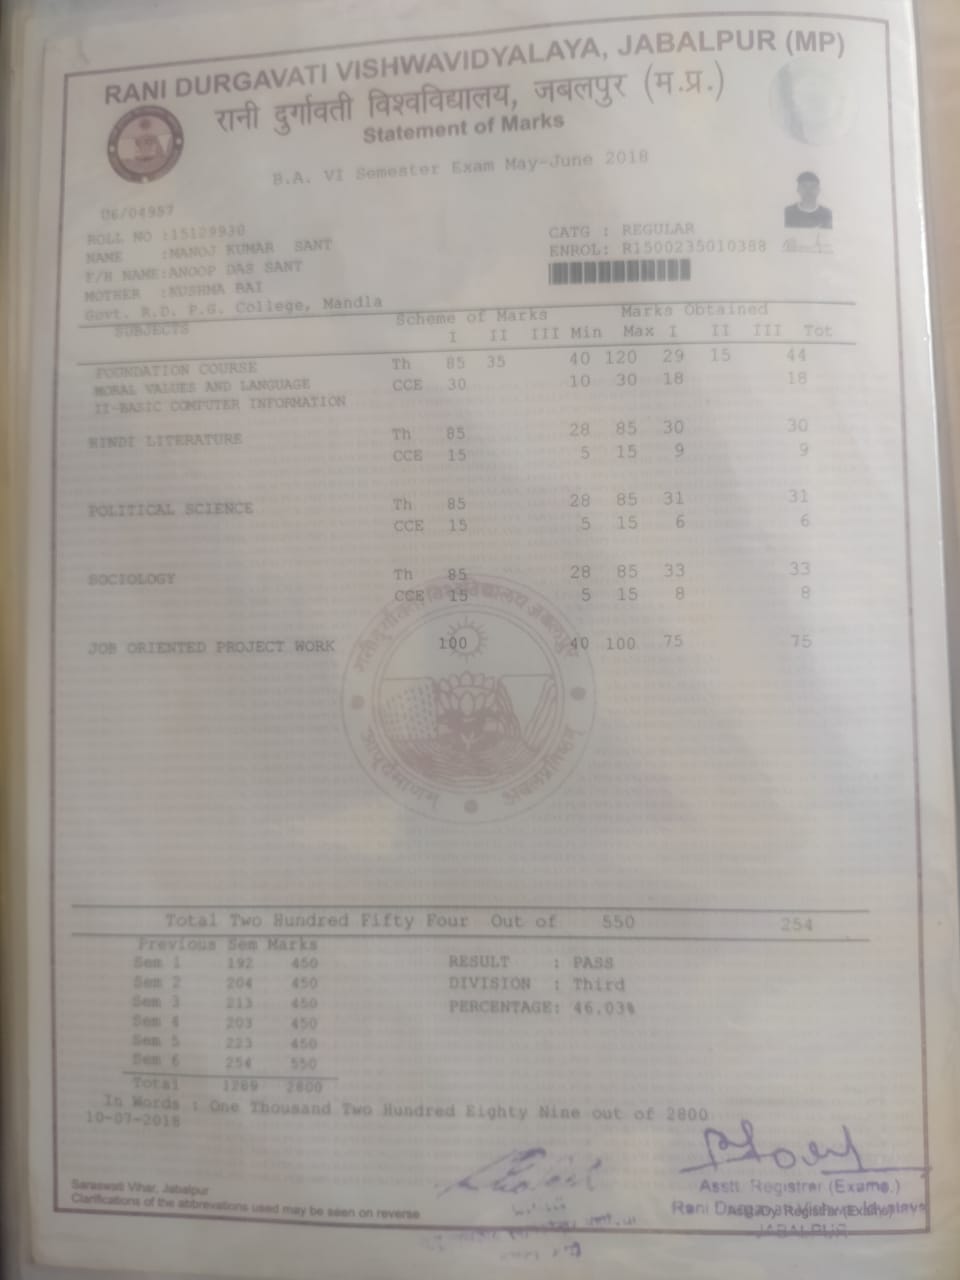 RANI DURGAVATI VISHWAVIDYALAYA, JABALPUR (MP)
रानी दुर्गावती विश्वविद्यालय, जबलपुर (म.प्र.)
Statement of Marks
B.A. VI Semester Exam May-June 2018
06/04957
ROLL NO :15129930 CATG : REGULAR
NAME :MANOJ KUMAR SANT ENROL: R1500235010388
F/H NAME:ANOOP DAS SANT
MOTHER :KUSHMA BAI
Govt. R.D. P.G. College, Mandla
SUBJECTS Scheme of Marks Marks Obtained
I II III Min Max I II III Tot
FOUNDATION COURSE Th 85 35 40 120 29 15 44
MORAL VALUES AND LANGUAGE CCE 30 10 30 18 18
II-BASIC COMPUTER INFORMATION
HINDI LITERATURE Th 85 28 85 30 30
CCE 15 5 15 9 9
POLITICAL SCIENCE Th 85 28 85 31 31
CCE 15 5 15 6 6
SOCIOLOGY Th 85 28 85 33 33
CCE 15 5 15 8 8
JOB ORIENTED PROJECT WORK 100 40 100 75 75
Total Two Hundred Fifty Four Out of 550 254
Previous Sem Marks
Sem 1 192 450 RESULT : PASS
Sem 2 204 450 DIVISION : Third
Sem 3 213 450 PERCENTAGE: 46.03%
Sem 4 203 450
Sem 5 223 450
Sem 6 254 550
Total 1289 2800
In Words : One Thousand Two Hundred Eighty Nine out of 2800
10-07-2018
Saraswati Vihar, Jabalpur
Clarifications of the abbrevations used may be seen on reverse
Asstt. Registrar (Exams.)
Rani
JABALPUR